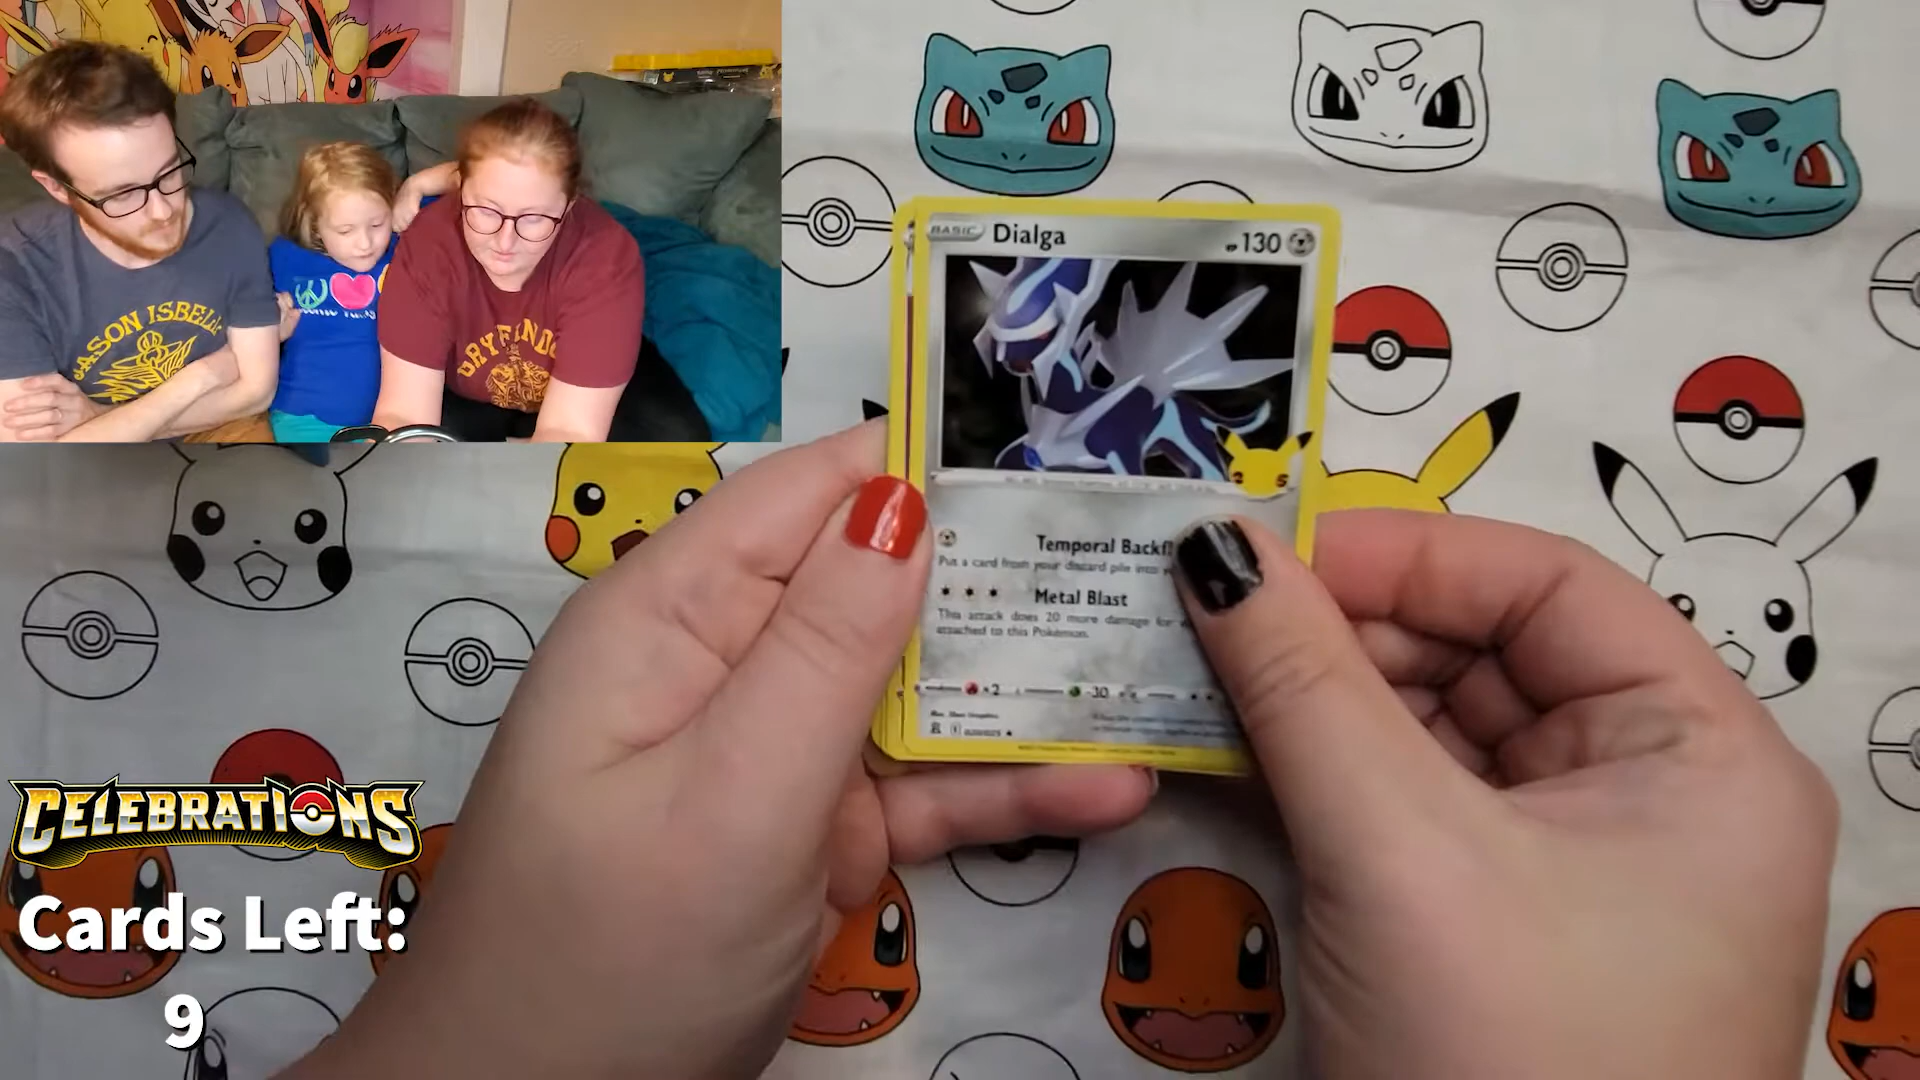 JASON ISBELL
GRYFFINDO
BASIC Dialga 130
25
Temporal Backfl
Put a card from your discard pile into
Metal Blast
This attack does 20 more damage for
attached to this Pokémon.
×2 -30
CELEBRATIONS
Cards Left:
9